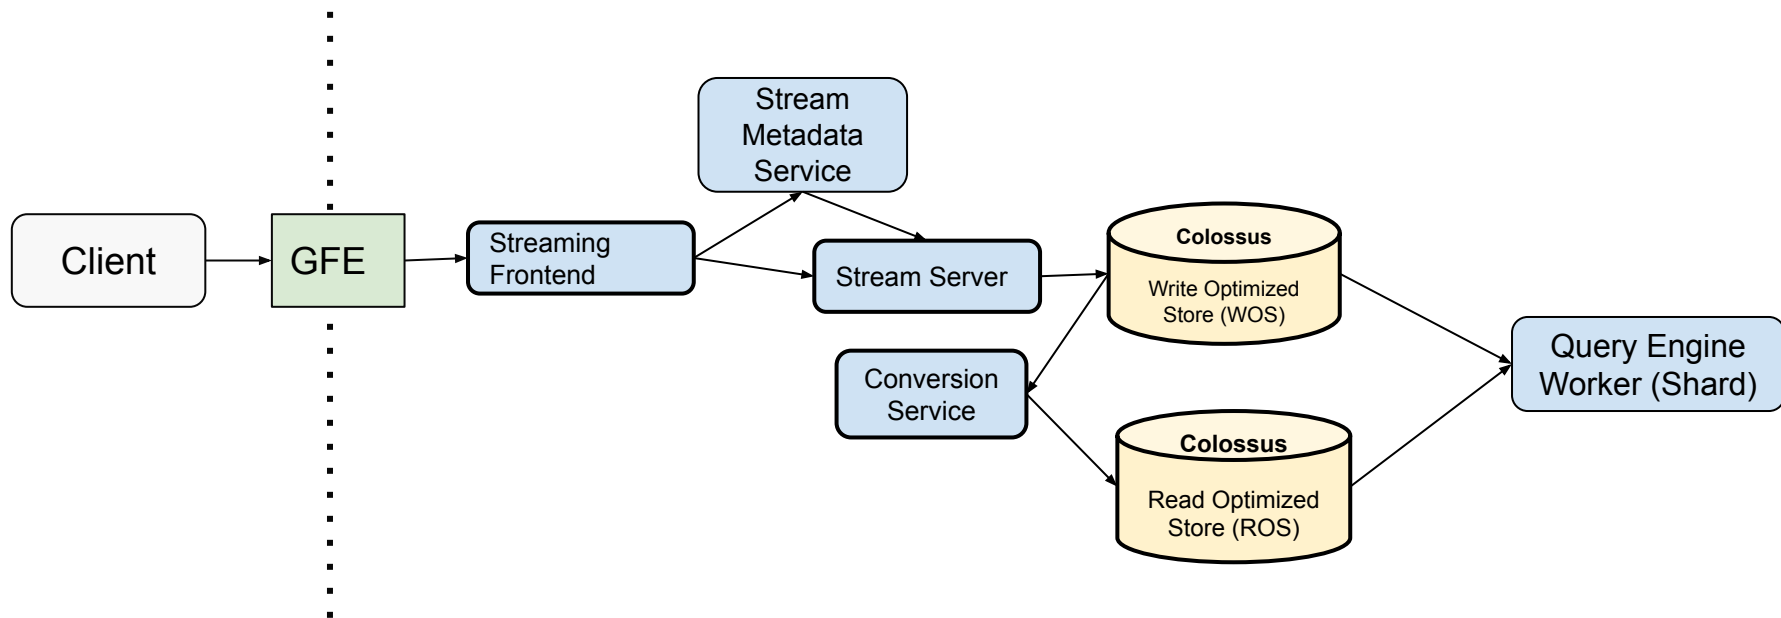 Stream
Metadata
Service
Client
GFE
Streaming
Frontend
Stream Server
Colossus
Write Optimized
Store (WOS)
Conversion
Service
Colossus
Read Optimized
Store (ROS)
Query Engine
Worker (Shard)